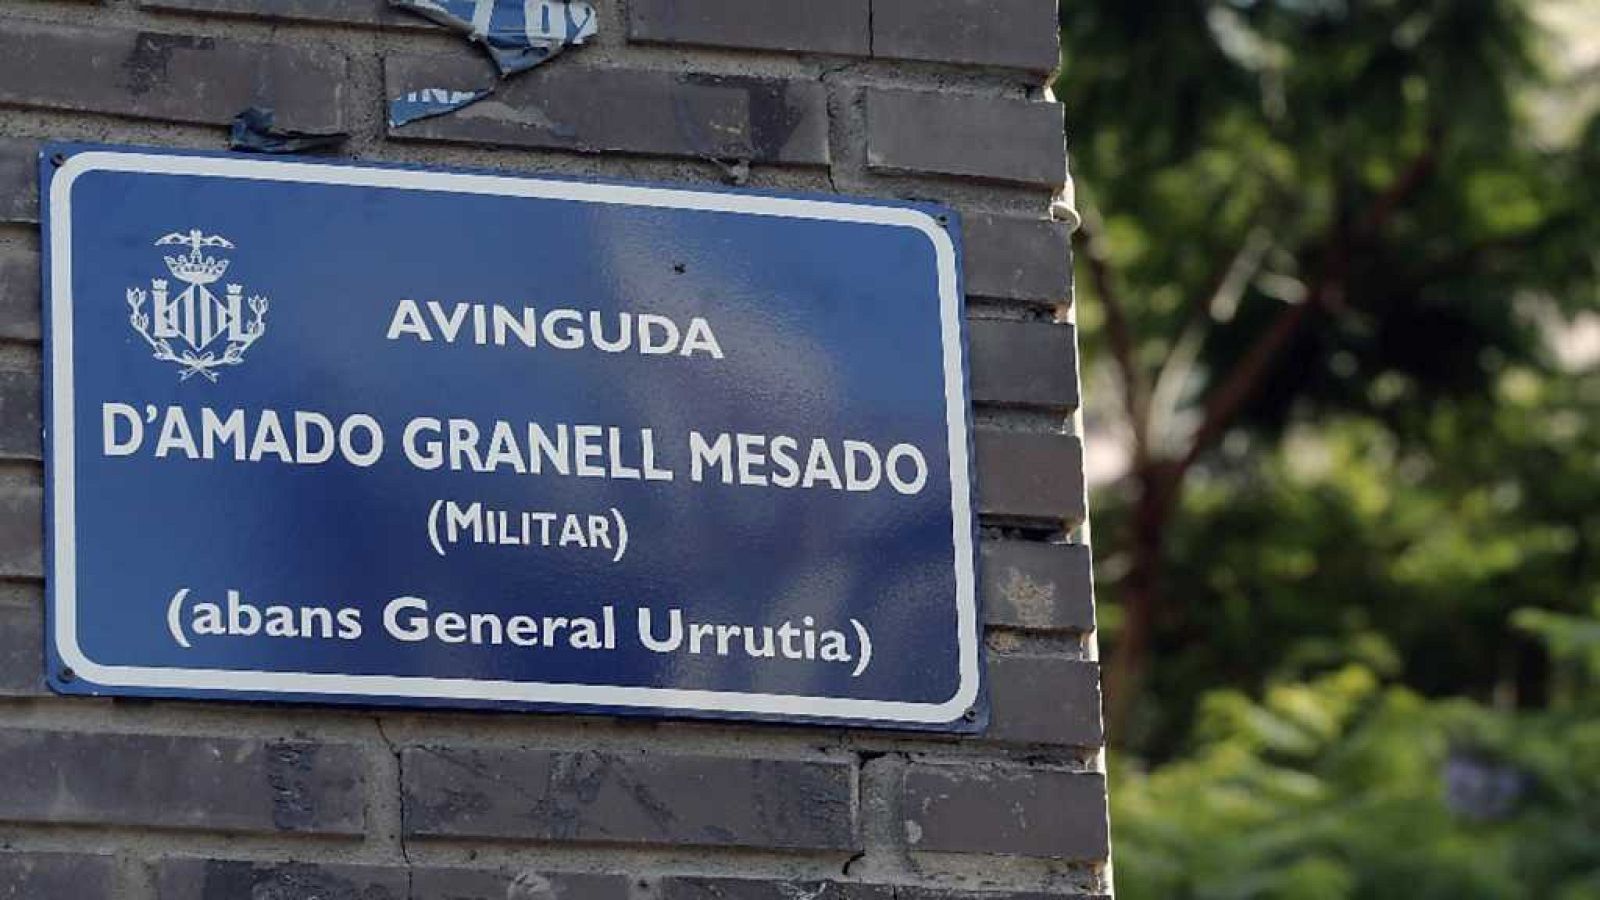 AVINGUDA
D'AMADO GRANELL MESADO
(MILITAR)
(abans General Urrutia)